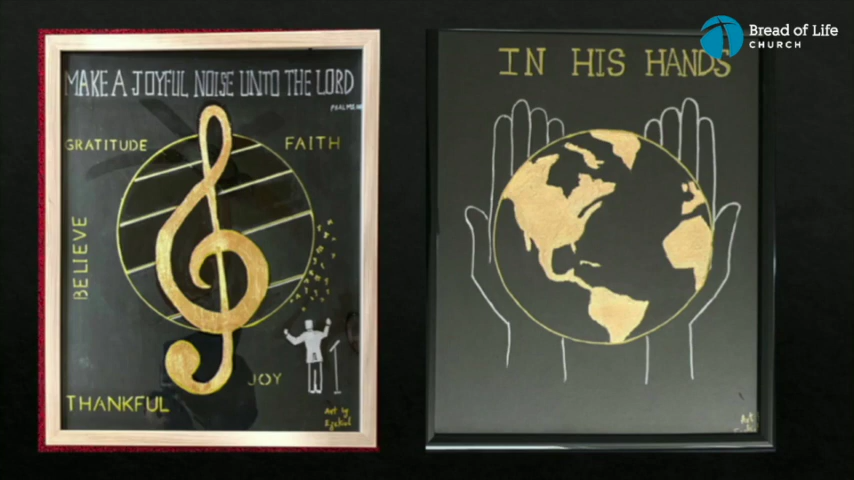 Bread of Life
CHURCH
MAKE A JOYFUL NOISE UNTO THE LORD
GRATITUDE
FAITH
BELIEVE
JOY
THANKFUL
Art by
Ezekiel
IN HIS HANDS
Art